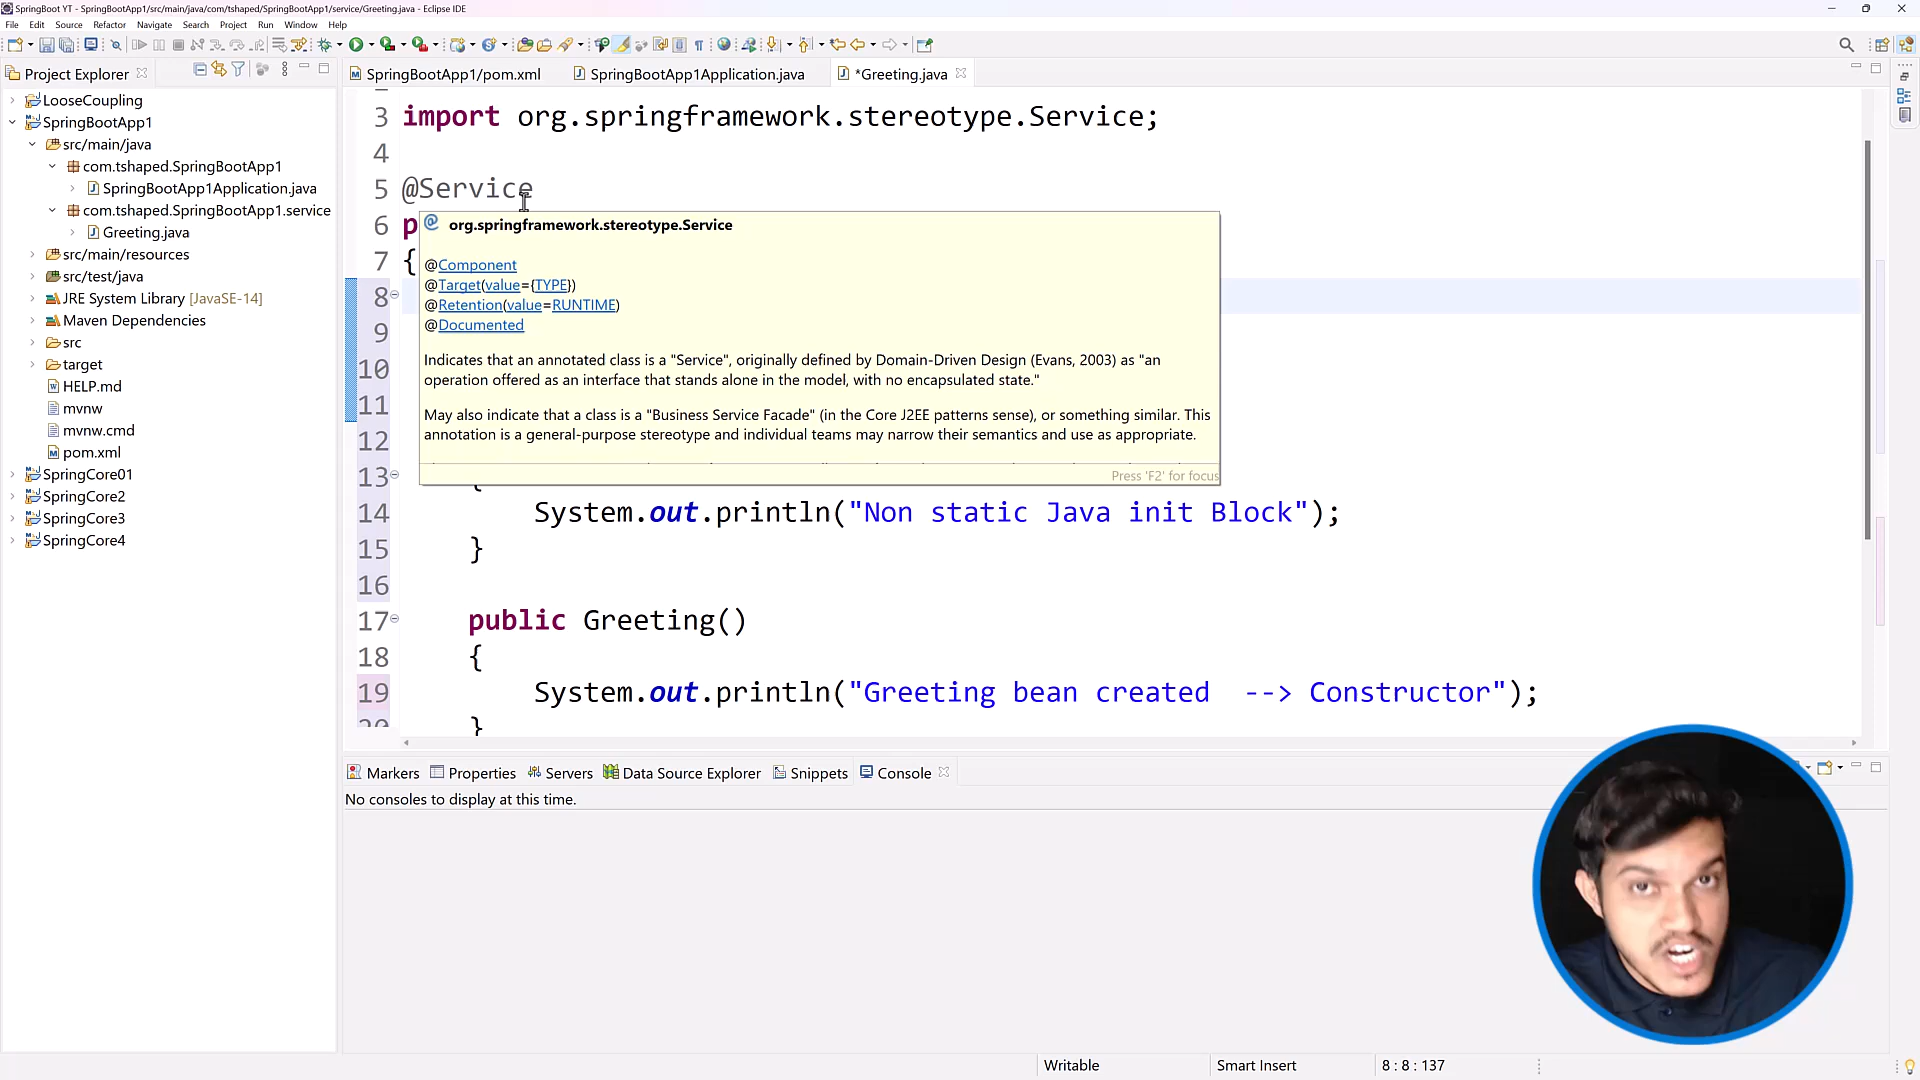 SpringBoot YT - SpringBootApp1/src/main/java/com/tshaped/SpringBootApp1/service/Greeting.java - Eclipse IDE
File Edit Source Refactor Navigate Search Project Run Window Help
Project Explorer
LooseCoupling
SpringBootApp1
src/main/java
com.tshaped.SpringBootApp1
SpringBootApp1Application.java
com.tshaped.SpringBootApp1.service
Greeting.java
src/main/resources
src/test/java
JRE System Library [JavaSE-14]
Maven Dependencies
src
target
HELP.md
mvnw
mvnw.cmd
pom.xml
SpringCore01
SpringCore2
SpringCore3
SpringCore4
SpringBootApp1/pom.xml SpringBootApp1Application.java *Greeting.java
3 import org.springframework.stereotype.Service;
4
5 @Service
6 p
7 {
8
9
10
11
12
13 {
14 System.out.println("Non static Java init Block");
15 }
16
17 public Greeting()
18 {
19 System.out.println("Greeting bean created --> Constructor");
20 }
@ org.springframework.stereotype.Service
@Component
@Target(value={TYPE})
@Retention(value=RUNTIME)
@Documented
Indicates that an annotated class is a "Service", originally defined by Domain-Driven Design (Evans, 2003) as "an
operation offered as an interface that stands alone in the model, with no encapsulated state."
May also indicate that a class is a "Business Service Facade" (in the Core J2EE patterns sense), or something similar. This
annotation is a general-purpose stereotype and individual teams may narrow their semantics and use as appropriate.
Press 'F2' for focus
Markers Properties Servers Data Source Explorer Snippets Console
No consoles to display at this time.
Writable Smart Insert 8 : 8 : 137